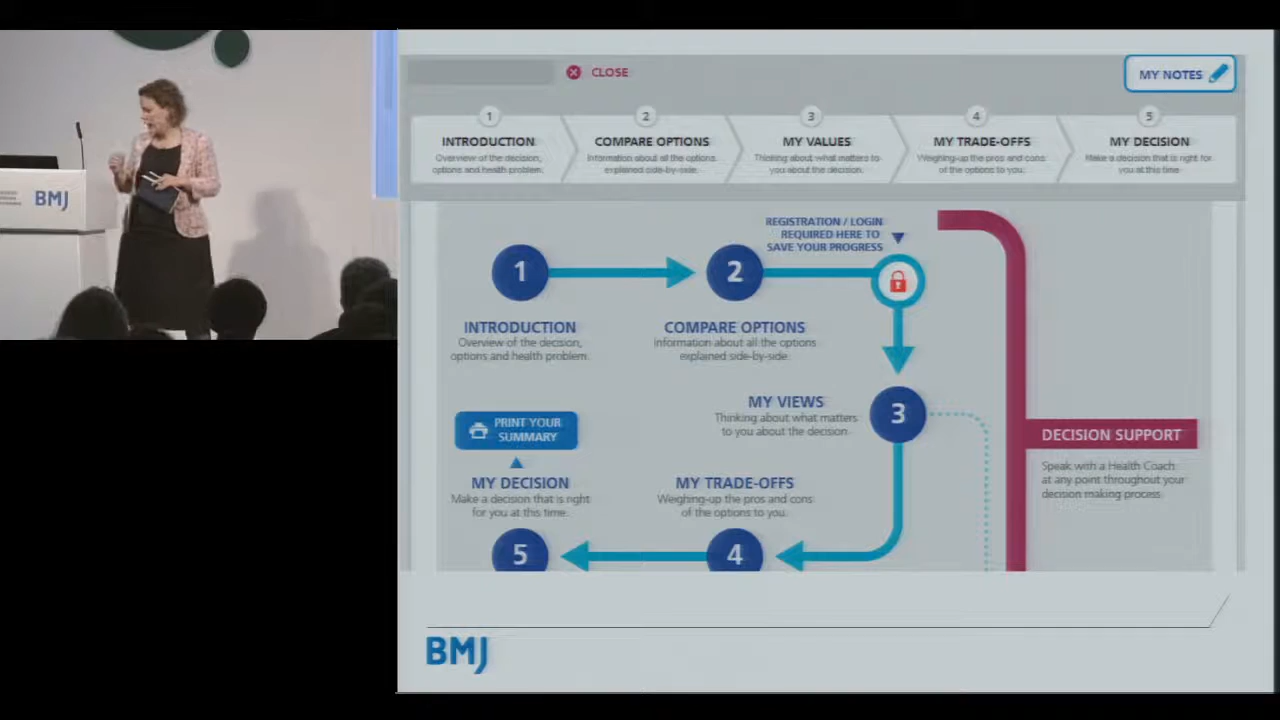 BMJ
CLOSE
MY NOTES
1
INTRODUCTION
Overview of the decision,
options and health problem.
2
COMPARE OPTIONS
Information about all the options
explained side-by-side.
3
MY VALUES
Thinking about what matters to
you about the decision.
4
MY TRADE-OFFS
Weighing-up the pros and cons
of the options to you.
5
MY DECISION
Make a decision that is right for
you at this time
REGISTRATION / LOGIN
REQUIRED HERE TO
SAVE YOUR PROGRESS
1
INTRODUCTION
Overview of the decision,
options and health problem.
2
COMPARE OPTIONS
Information about all the options
explained side-by-side.
MY VIEWS
Thinking about what matters
to you about the decision.
3
PRINT YOUR
SUMMARY
MY DECISION
Make a decision that is right
for you at this time.
5
MY TRADE-OFFS
Weighing-up the pros and cons
of the options to you.
4
DECISION SUPPORT
Speak with a Health Coach
at any point throughout your
decision making process.
BMJ